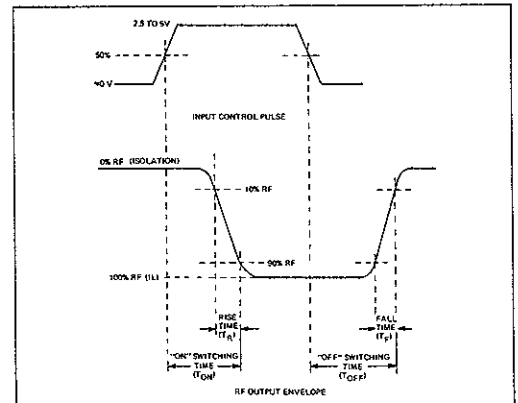 2.5 TO 5V
50%
INPUT CONTROL PULSE
0% RF (ISOLATION)
10% RF
90% RF
100% RF (IL)
RISE
TIME
(TR)
FALL
TIME
(TF)
"ON" SWITCHING
TIME
(TON)
"OFF" SWITCHING
TIME
(TOFF)
RF OUTPUT ENVELOPE